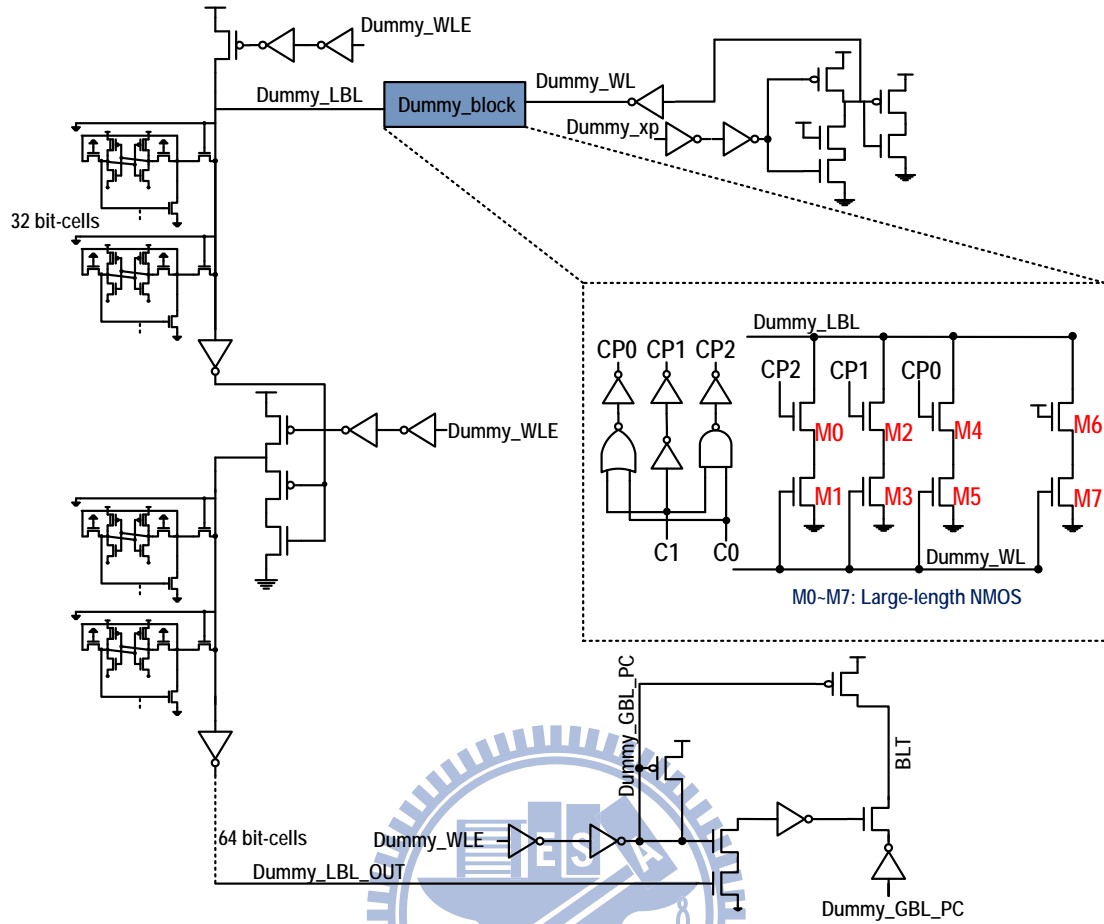 Dummy_WLE
Dummy_LBL
Dummy_block
Dummy_WL
Dummy_xp
32 bit-cells
Dummy_WLE
Dummy_LBL
CP0 CP1 CP2
CP2 CP1 CP0
M0 M2 M4 M6
M1 M3 M5 M7
C1 C0
Dummy_WL
M0~M7: Large-length NMOS
Dummy_GBL_PC
BLT
64 bit-cells
Dummy_WLE
Dummy_LBL_OUT
Dummy_GBL_PC
E S A